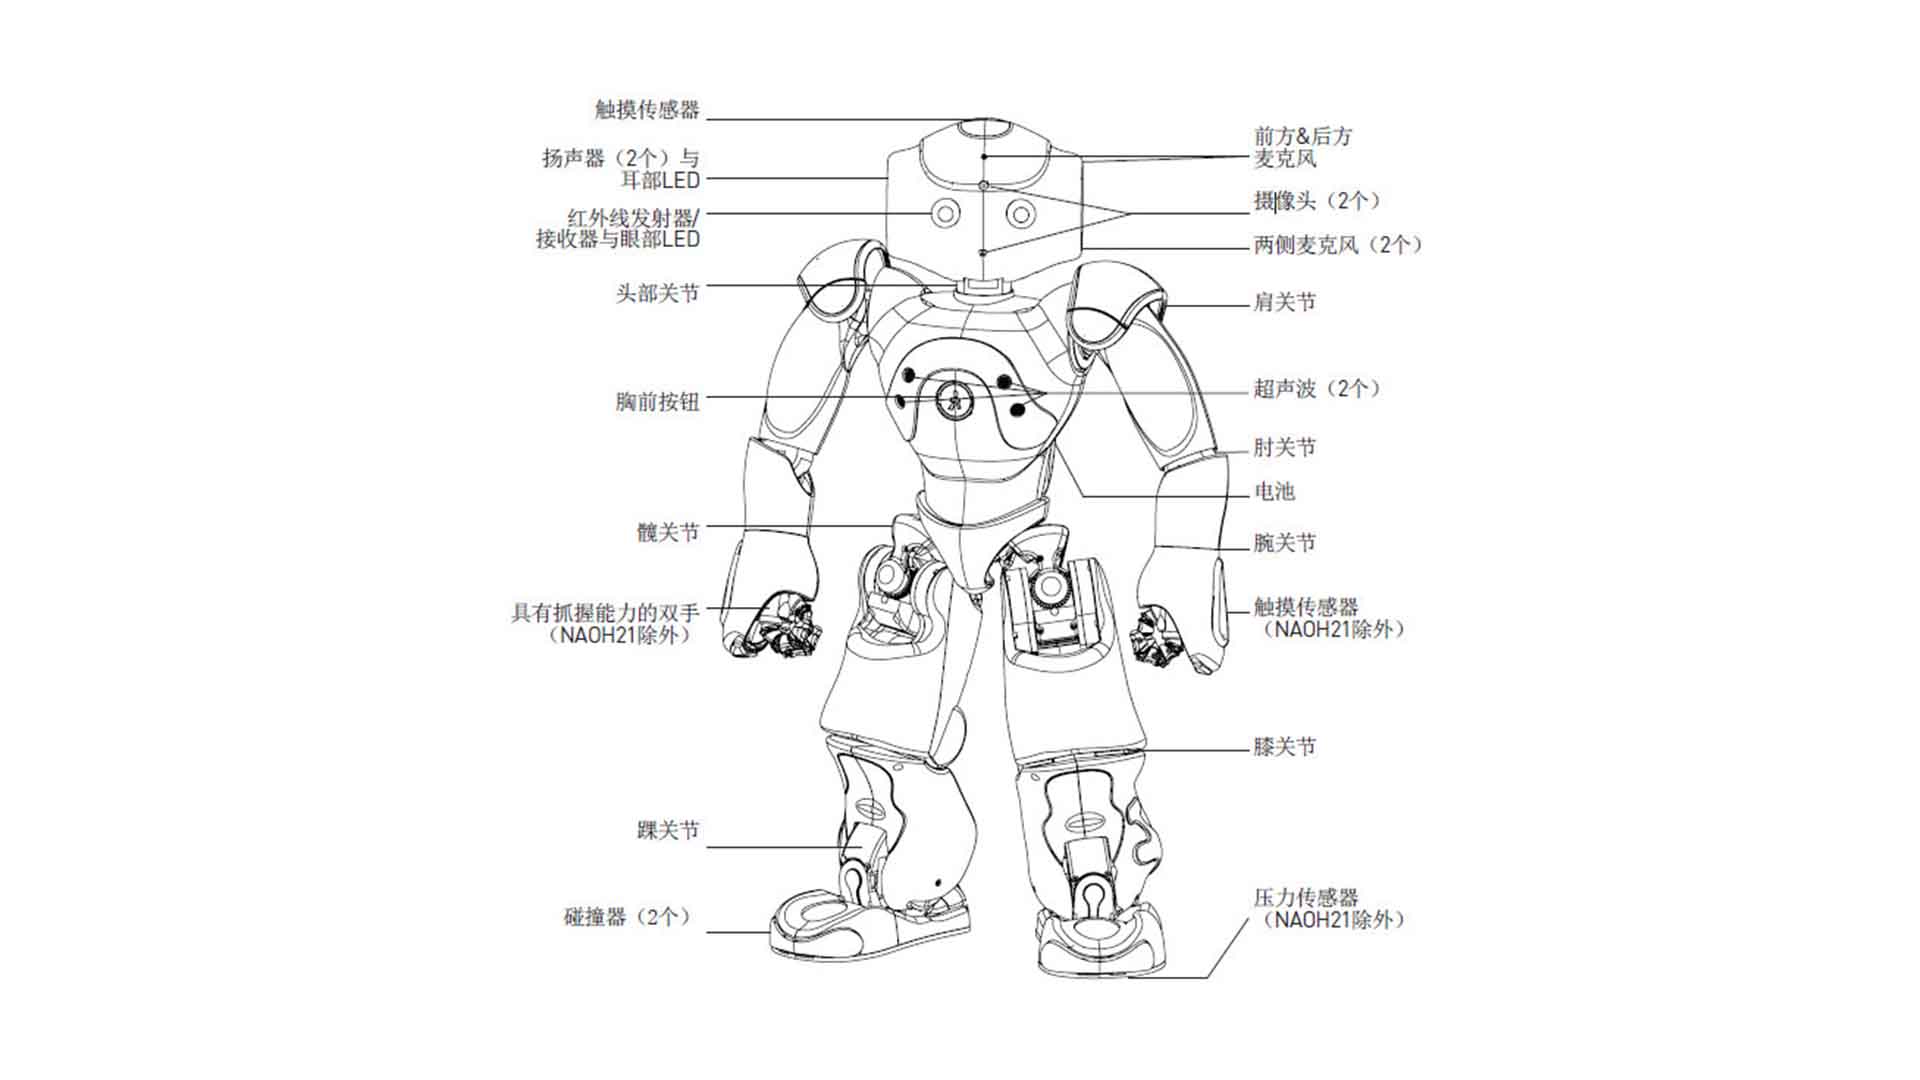 触摸传感器
扬声器（2个）与
耳部LED
红外线发射器/
接收器与眼部LED
头部关节
胸前按钮
髋关节
具有抓握能力的双手
（NAOH21除外）
踝关节
碰撞器（2个）
前方&后方
麦克风
摄像头（2个）
两侧麦克风（2个）
肩关节
超声波（2个）
肘关节
电池
腕关节
触摸传感器
（NAOH21除外）
膝关节
压力传感器
（NAOH21除外）